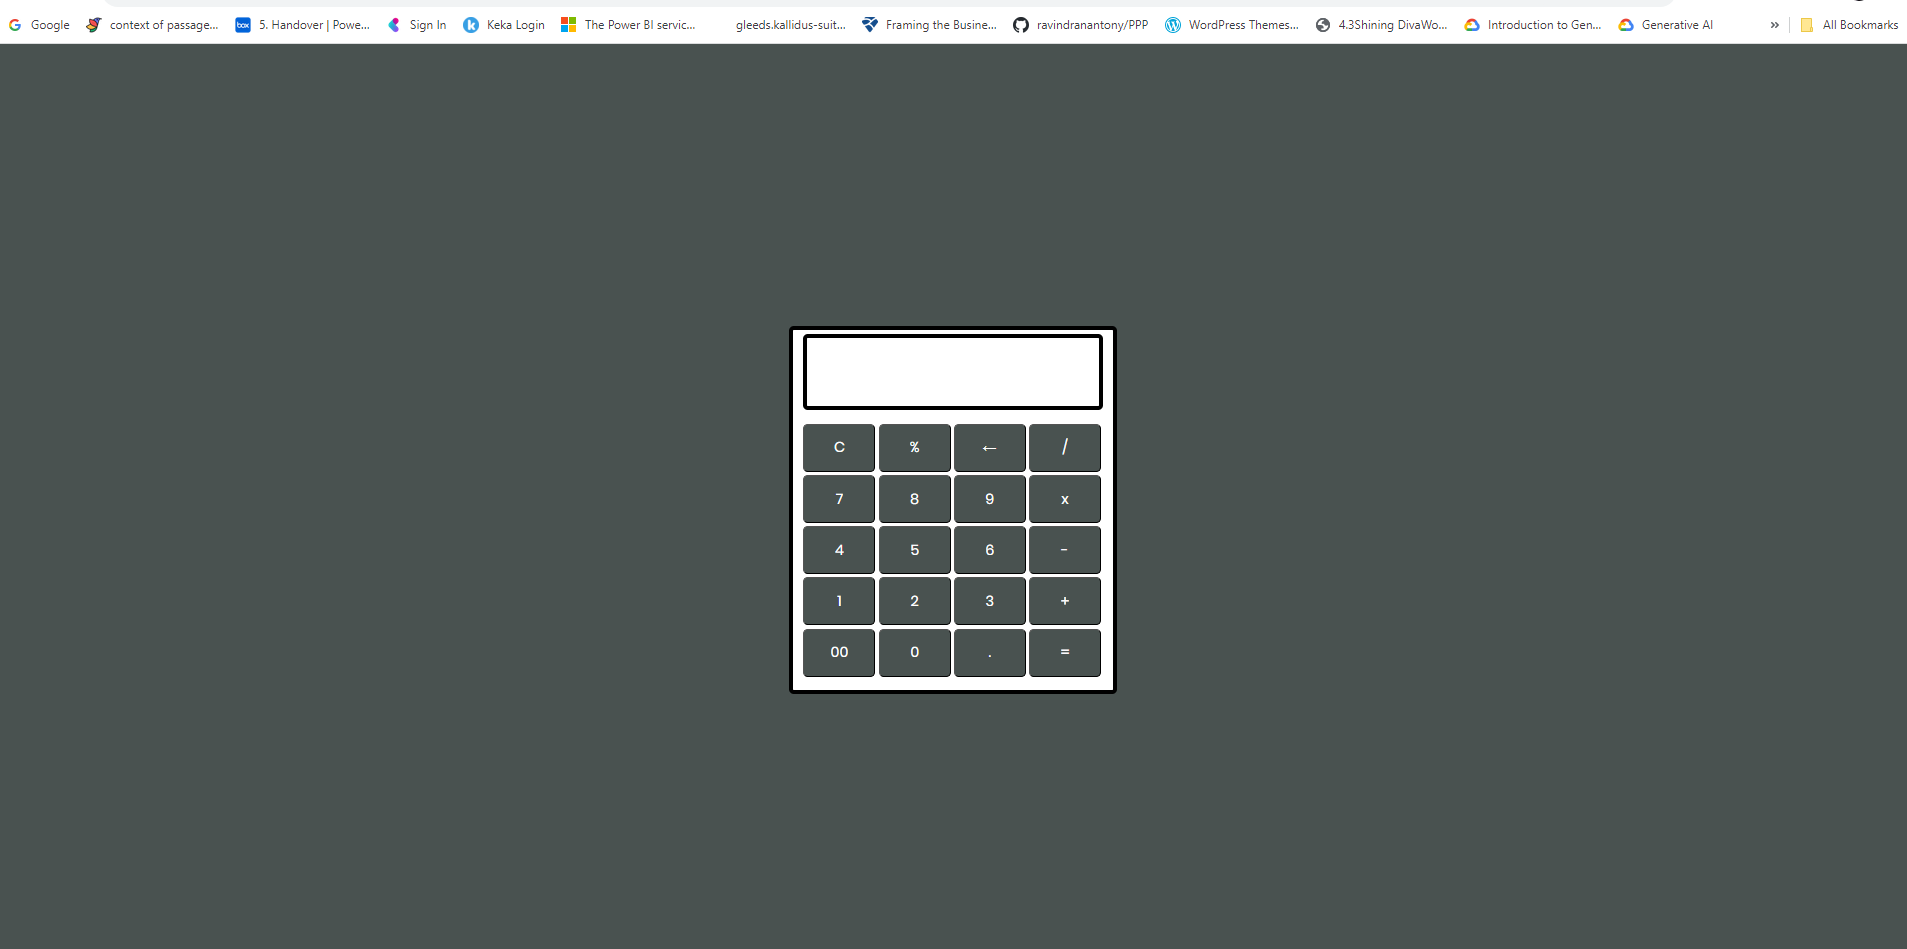 Google context of passage... box 5. Handover | Powe... Sign In k Keka Login The Power BI servic... gleeds.kallidus-suit... Framing the Busine... ravindranantony/PPP WordPress Themes... 4.3Shining DivaWo... Introduction to Gen... Generative AI » All Bookmarks
C % ← /
7 8 9 x
4 5 6 -
1 2 3 +
00 0 . =